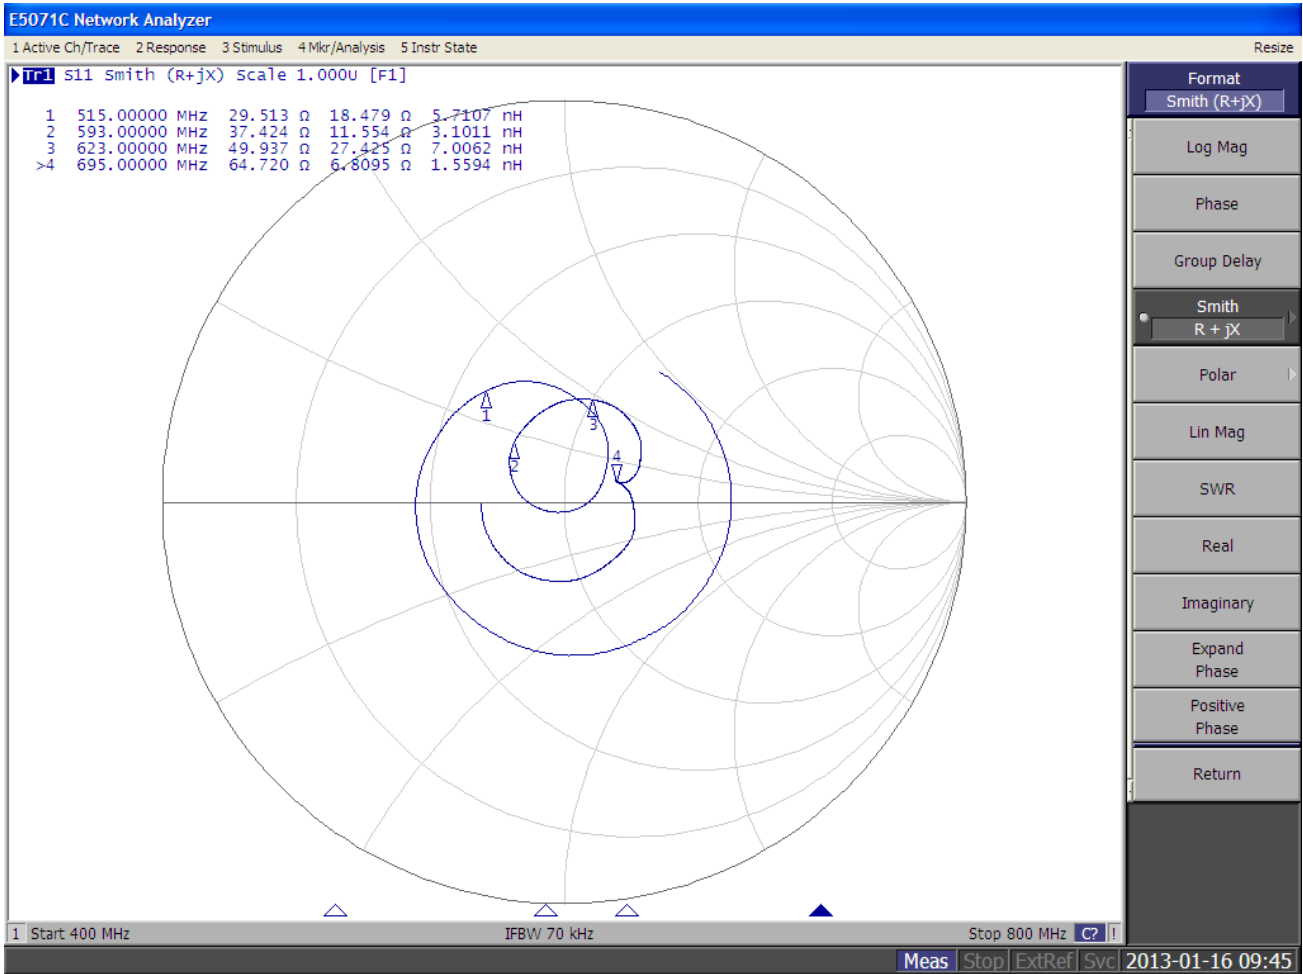 E5071C Network Analyzer
1 Active Ch/Trace 2 Response 3 Stimulus 4 Mkr/Analysis 5 Instr State Resize
Tr1 S11 Smith (R+jX) Scale 1.000U [F1]
1 515.00000 MHz 29.513 Ω 18.479 Ω 5.7107 nH
2 593.00000 MHz 37.424 Ω 11.554 Ω 3.1011 nH
3 623.00000 MHz 49.937 Ω 27.425 Ω 7.0062 nH
>4 695.00000 MHz 64.720 Ω 6.8095 Ω 1.5594 nH
1
2
3
4
Format
Smith (R+jX)
Log Mag
Phase
Group Delay
Smith
R + jX
Polar
Lin Mag
SWR
Real
Imaginary
Expand
Phase
Positive
Phase
Return
1 Start 400 MHz IFBW 70 kHz Stop 800 MHz C? !
Meas Stop ExtRef Svc 2013-01-16 09:45